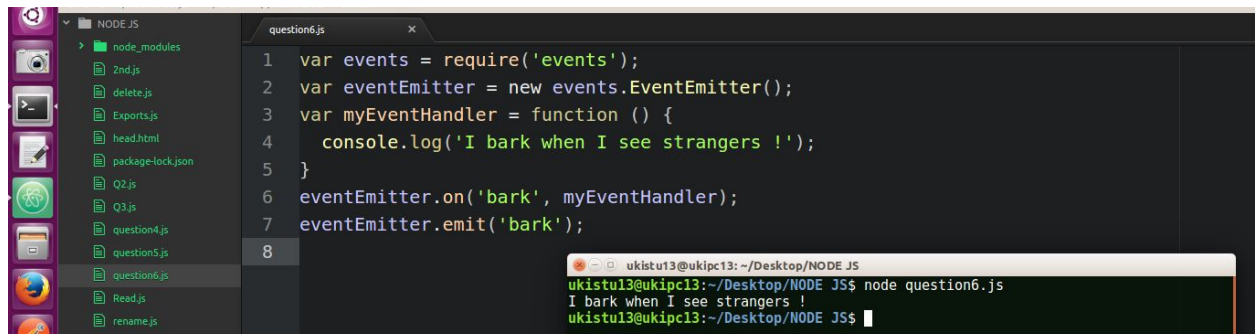 NODE JS
node_modules
2nd.js
delete.js
Exports.js
head.html
package-lock.json
Q2.js
Q3.js
question4.js
question5.js
question6.js
Read.js
rename.js
question6.js ×
1 var events = require('events');
2 var eventEmitter = new events.EventEmitter();
3 var myEventHandler = function () {
4 console.log('I bark when I see strangers !');
5 }
6 eventEmitter.on('bark', myEventHandler);
7 eventEmitter.emit('bark');
8
ukistu13@ukipc13: ~/Desktop/NODE JS
ukistu13@ukipc13:~/Desktop/NODE JS$ node question6.js
I bark when I see strangers !
ukistu13@ukipc13:~/Desktop/NODE JS$